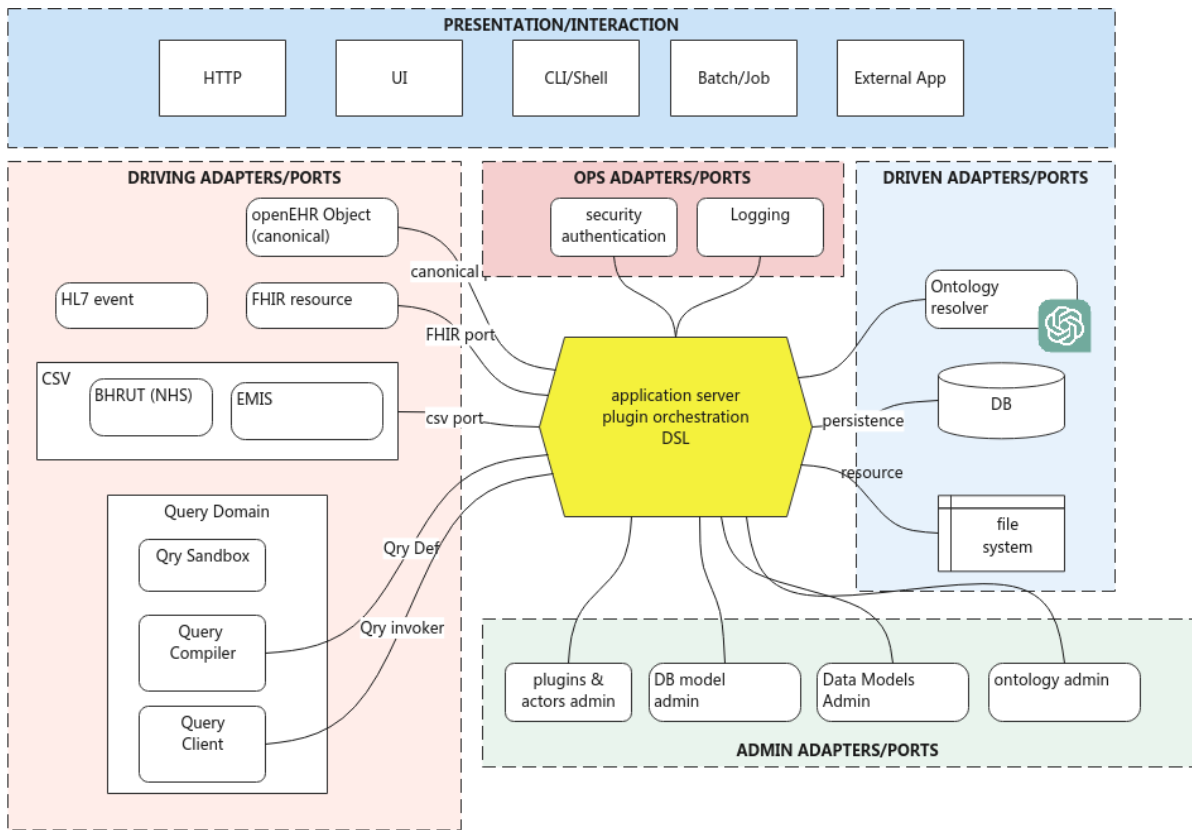 PRESENTATION/INTERACTION
HTTP
UI
CLI/Shell
Batch/Job
External App
DRIVING ADAPTERS/PORTS
openEHR Object
(canonical)
HL7 event
FHIR resource
CSV
BHRUT (NHS)
EMIS
Query Domain
Qry Sandbox
Query
Compiler
Query
Client
canonical
FHIR port
csv port
Qry Def
Qry invoker
OPS ADAPTERS/PORTS
security
authentication
Logging
application server
plugin orchestration
DSL
DRIVEN ADAPTERS/PORTS
Ontology
resolver
DB
file
system
persistence
resource
plugins &
actors admin
DB model
admin
Data Models
Admin
ontology admin
ADMIN ADAPTERS/PORTS